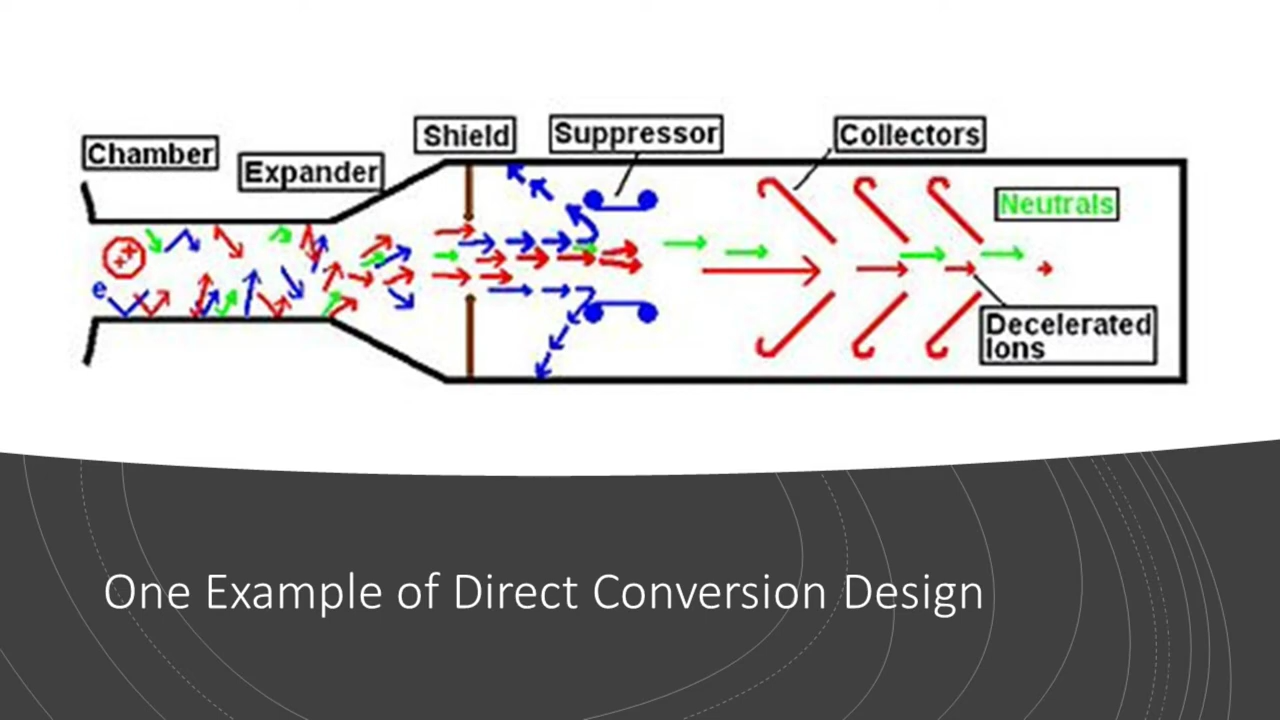 Chamber
Expander
Shield
Suppressor
Collectors
Neutrals
++
e
Decelerated
Ions
One Example of Direct Conversion Design